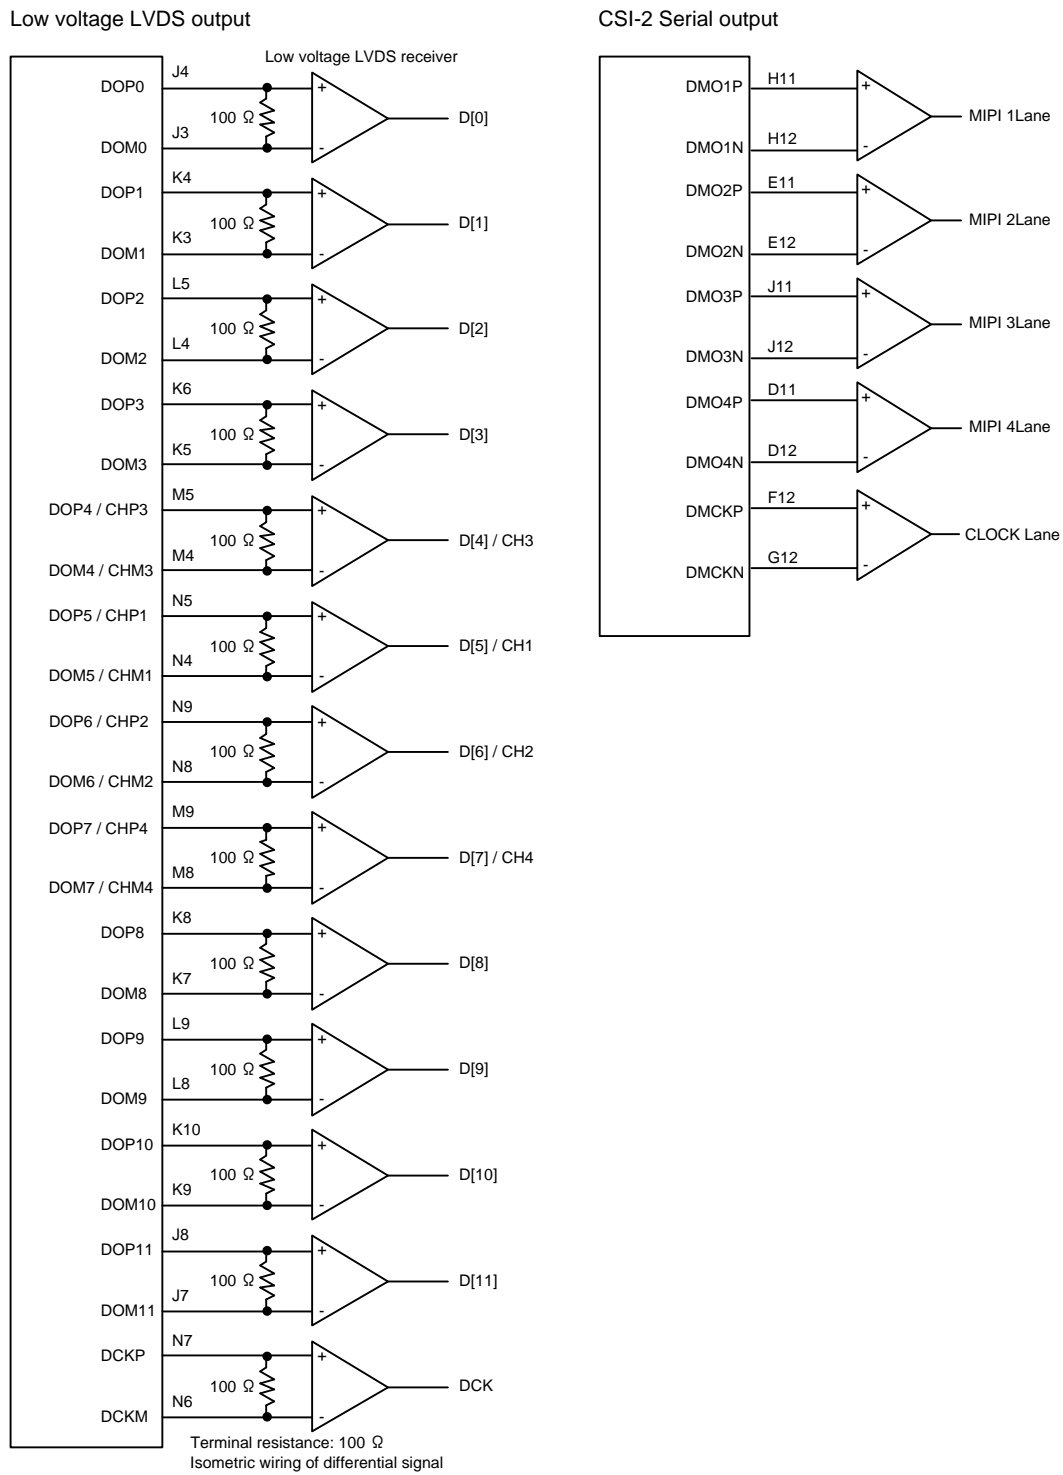 Low voltage LVDS output
Low voltage LVDS receiver
DOP0
J4
+
100 Ω
D[0]
DOM0
J3
-
DOP1
K4
+
100 Ω
D[1]
DOM1
K3
-
DOP2
L5
+
100 Ω
D[2]
DOM2
L4
-
DOP3
K6
+
100 Ω
D[3]
DOM3
K5
-
DOP4 / CHP3
M5
+
100 Ω
D[4] / CH3
DOM4 / CHM3
M4
-
DOP5 / CHP1
N5
+
100 Ω
D[5] / CH1
DOM5 / CHM1
N4
-
DOP6 / CHP2
N9
+
100 Ω
D[6] / CH2
DOM6 / CHM2
N8
-
DOP7 / CHP4
M9
+
100 Ω
D[7] / CH4
DOM7 / CHM4
M8
-
DOP8
K8
+
100 Ω
D[8]
DOM8
K7
-
DOP9
L9
+
100 Ω
D[9]
DOM9
L8
-
DOP10
K10
+
100 Ω
D[10]
DOM10
K9
-
DOP11
J8
+
100 Ω
D[11]
DOM11
J7
-
DCKP
N7
+
100 Ω
DCK
DCKM
N6
-
Terminal resistance: 100 Ω
Isometric wiring of differential signal
CSI-2 Serial output
DMO1P
H11
+
MIPI 1Lane
DMO1N
H12
-
DMO2P
E11
+
MIPI 2Lane
DMO2N
E12
-
DMO3P
J11
+
MIPI 3Lane
DMO3N
J12
-
DMO4P
D11
+
MIPI 4Lane
DMO4N
D12
-
DMCKP
F12
+
CLOCK Lane
DMCKN
G12
-